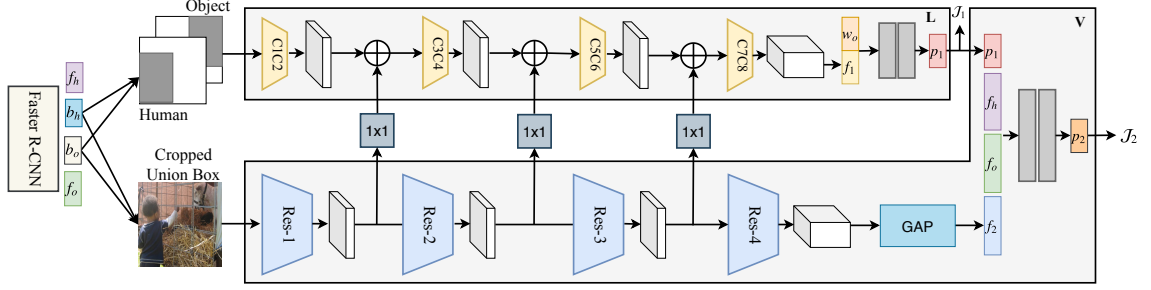 Object
Human
Faster R-CNN
f_h
b_h
b_o
f_o
Cropped
Union Box
C1C2
C3C4
C5C6
C7C8
w_o
f_1
p_1
L
𝒥_1
V
1x1
1x1
1x1
Res-1
Res-2
Res-3
Res-4
GAP
p_1
f_h
f_o
f_2
p_2
𝒥_2